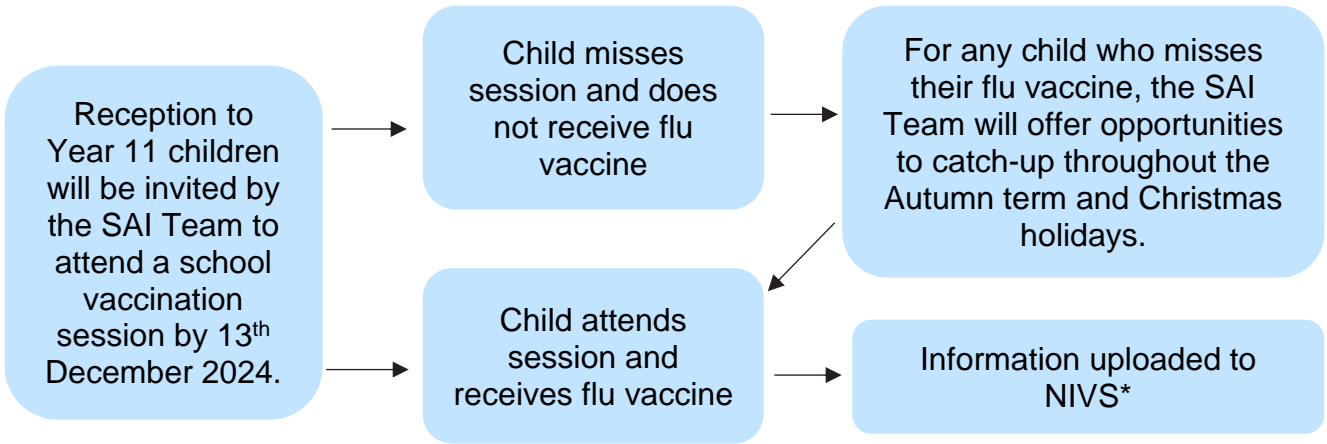 Reception to
Year 11 children
will be invited by
the SAI Team to
attend a school
vaccination
session by 13th
December 2024.
Child misses
session and does
not receive flu
vaccine
For any child who misses
their flu vaccine, the SAI
Team will offer opportunities
to catch-up throughout the
Autumn term and Christmas
holidays.
Child attends
session and
receives flu vaccine
Information uploaded to
NIVS*